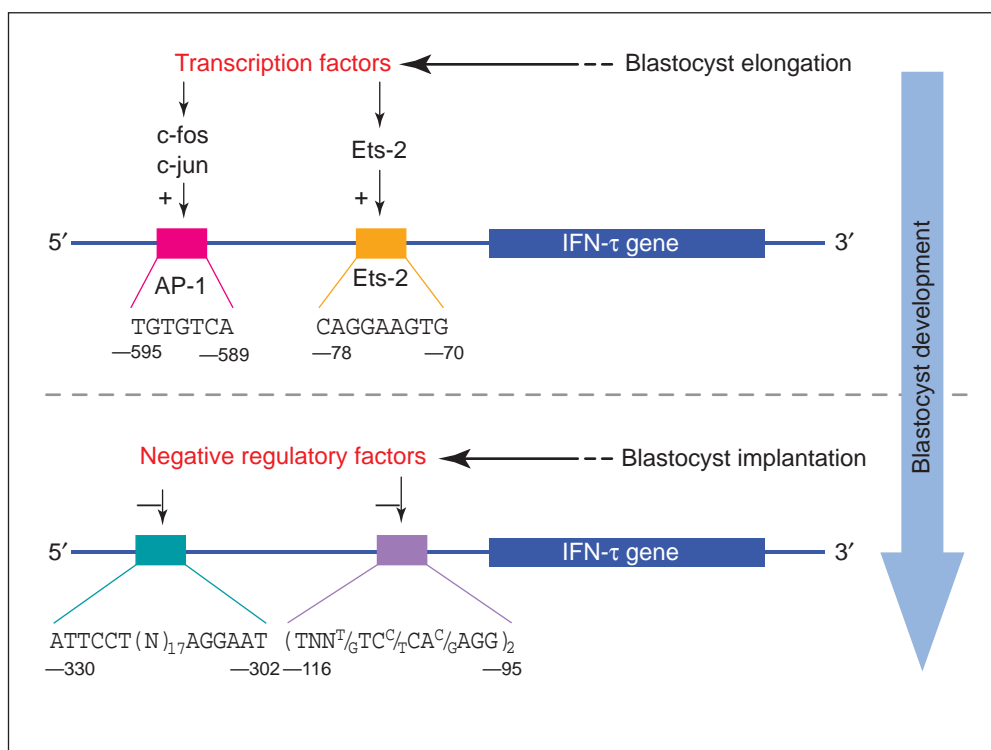 Transcription factors Blastocyst elongation
c-fos
c-jun
Ets-2
+ +
5′ IFN-τ gene 3′
AP-1 Ets-2
TGTGTCA CAGGAAGTG
—595 —589 —78 —70
Negative regulatory factors Blastocyst implantation
— —
5′ IFN-τ gene 3′
ATTCCT(N)17AGGAAT (TNNT/GTCC/TCAC/GAGG)2
—330 —302 —116 —95
Blastocyst development